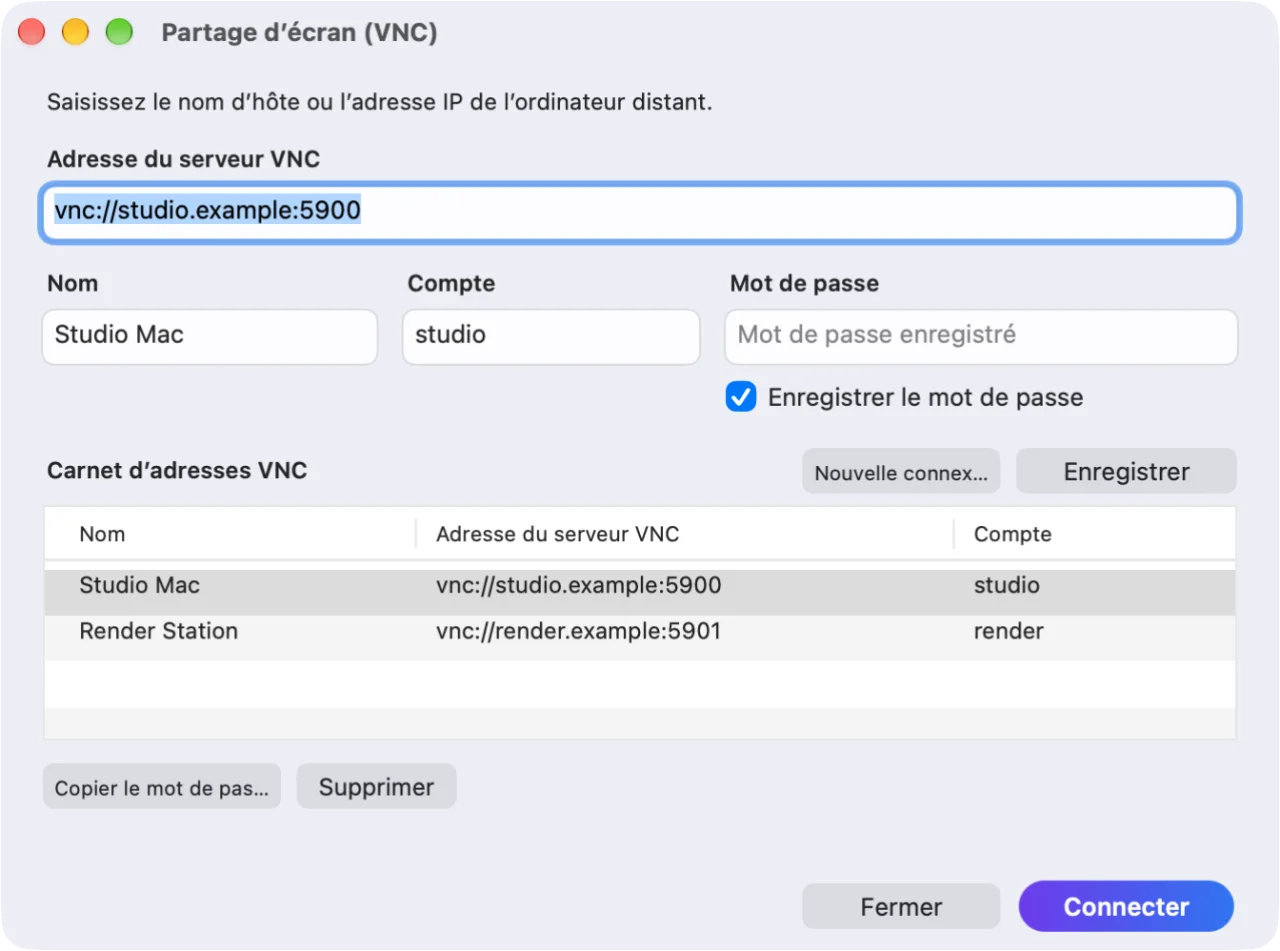 Partage d’écran (VNC)
Saisissez le nom d’hôte ou l’adresse IP de l’ordinateur distant.
Adresse du serveur VNC
vnc://studio.example:5900
Nom Compte Mot de passe
Studio Mac studio Mot de passe enregistré
Enregistrer le mot de passe
Carnet d’adresses VNC Nouvelle connex... Enregistrer
Nom Adresse du serveur VNC Compte
Studio Mac vnc://studio.example:5900 studio
Render Station vnc://render.example:5901 render
Copier le mot de pas... Supprimer
Fermer Connecter